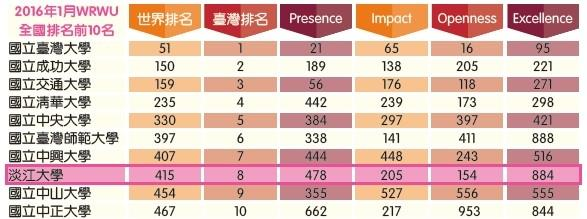 2016年1月WRWU
全國排名前10名
世界排名 臺灣排名 Presence Impact Openness Excellence
國立臺灣大學 51 1 21 65 16 95
國立成功大學 150 2 189 138 205 221
國立交通大學 159 3 56 176 118 271
國立清華大學 235 4 442 239 173 298
國立中央大學 330 5 384 297 397 421
國立臺灣師範大學 397 6 338 141 411 888
國立中興大學 407 7 444 448 243 516
淡江大學 415 8 478 205 154 884
國立中山大學 454 9 355 527 556 555
國立中正大學 467 10 662 217 953 844